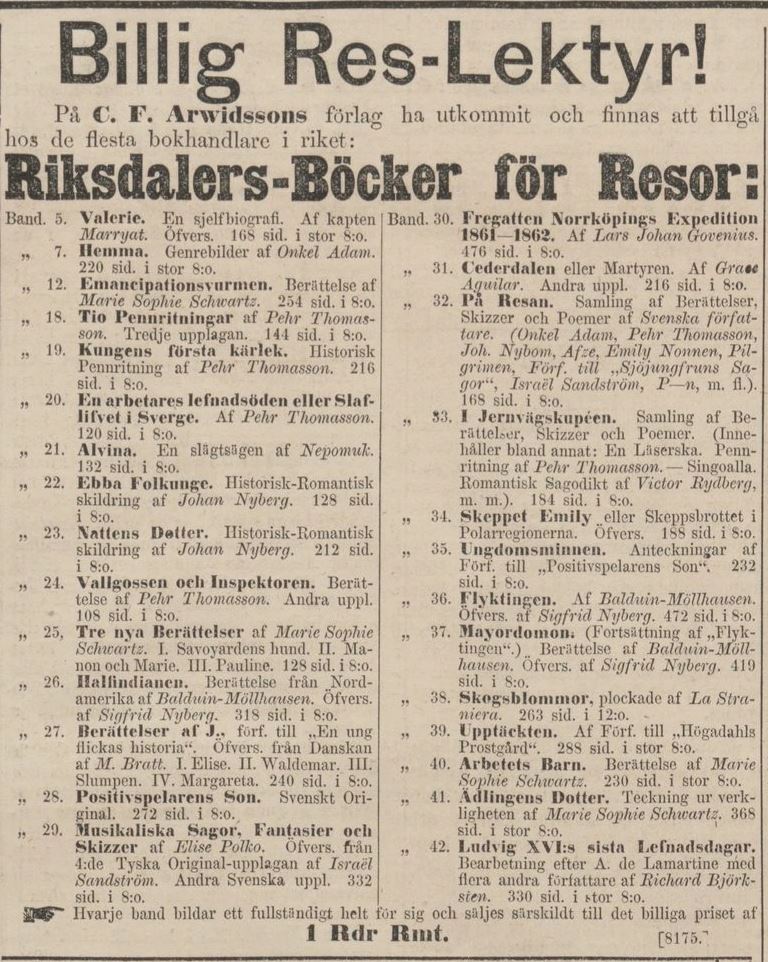 Billig Res-Lektyr!
På C. F. Arwidssons förlag ha utkommit och finnas att tillgå
hos de flesta bokhandlare i riket:
Riksdalers-Böcker för Resor:
Band. 5. Valerie. En sjelfbiografi. Af kapten
Marryat. Öfvers. 168 sid. i stor 8:o.
„ 7. Hemma. Genrebilder af Onkel Adam.
220 sid. i stor 8:o.
„ 12. Emancipationsvurmen. Berättelse af
Marie Sophie Schwartz. 254 sid. i 8:o.
„ 18. Tio Pennritningar af Pehr Thomas-
son. Tredje upplagan. 144 sid. i 8:o.
„ 19. Kungens första kärlek. Historisk
Pennritning af Pehr Thomasson. 216
sid. i 8:o.
„ 20. En arbetares lefnadsöden eller Slaf-
lifvet i Sverge. Af Pehr Thomasson.
120 sid. i 8:o.
„ 21. Alvina. En slägtsägen af Nepomuk.
132 sid. i 8:o.
„ 22. Ebba Folkunge. Historisk-Romantisk
skildring af Johan Nyberg. 128 sid.
i 8:o.
„ 23. Nattens Dotter. Historisk-Romantisk
skildring af Johan Nyberg. 212 sid.
i 8:o.
„ 24. Vallgossen och Inspektoren. Berät-
telse af Pehr Thomasson. Andra uppl.
108 sid. i 8:o.
„ 25, Tre nya Berättelser af Marie Sophie
Schwartz. I. Savoyardens hund. II. Ma-
non och Marie. III. Pauline. 128 sid. i 8:o.
„ 26. Halfindianen. Berättelse från Nord-
amerika af Balduin-Möllhausen. Öfvers.
af Sigfrid Nyberg. 318 sid. i 8:o.
„ 27. Berättelser af J., förf. till „En ung
flickas historia“. Öfvers. från Danskan
af M. Bratt. I. Elise. II. Waldemar. III.
Slumpen. IV. Margareta. 240 sid. i 8:o.
„ 28. Positivspelarens Son. Svenskt Ori-
ginal. 272 sid. i 8:o.
„ 29. Musikaliska Sagor, Fantasier och
Skizzer af Elise Polko. Öfvers. från
4:de Tyska Original-upplagan af Israël
Sandström. Andra Svenska uppl. 332
sid. i 8:o.
Band. 30. Fregatten Norrköpings Expedition
1861—1862. Af Lars Johan Govenius.
476 sid. i 8:o.
„ 31. Cederdalen eller Martyren. Af Grace
Aguilar. Andra uppl. 216 sid. i 8:o.
„ 32. På Resan. Samling af Berättelser,
Skizzer och Poemer af Svenska författ-
tare. (Onkel Adam, Pehr Thomasson,
Joh. Nybom, Afze, Emily Nonnen, Pil-
grimen, Förf. till „Sjöjungfruns Sa-
gor“, Israël Sandström, P—n, m. fl.).
168 sid. i 8:o.
„ 33. I Jernvägskupéen. Samling af Be-
rättelser, Skizzer och Poemer. (Inne-
håller bland annat: En Läserska. Penn-
ritning af Pehr Thomasson. — Singoalla.
Romantisk Sagodikt af Victor Rydberg,
m. m.). 184 sid. i 8:o.
„ 34. Skeppet Emily eller Skeppsbrottet i
Polarregionerna. Öfvers. 188 sid. i 8:o.
„ 35. Ungdomsminnen. Anteckningar af
Förf. till „Positivspelarens Son“. 232
sid. i 8:o.
„ 36. Flyktingen. Af Balduin-Möllhausen.
Öfvers. af Sigfrid Nyberg. 472 sid. i 8:o.
„ 37. Mayordomon. (Fortsättning af „Flyk-
tingen“.) Berättelse af Balduin-Möll-
hausen. Öfvers. af Sigfrid Nyberg. 419
sid. i 8:o.
„ 38. Skogsblommor, plockade af La Stra-
niera. 263 sid. i 12:o.
„ 39. Upptäckten. Af Förf. till „Högadahls
Prostgård“. 288 sid. i stor 8:o.
„ 40. Arbetets Barn. Berättelse af Marie
Sophie Schwartz. 230 sid. i stor 8:o.
„ 41. Ädlingens Dotter. Teckning ur verk-
ligheten af Marie Sophie Schwartz. 368
sid. i stor 8:o.
„ 42. Ludvig XVI:s sista Lefnadsdagar.
Bearbetning efter A. de Lamartine med
flera andra författare af Richard Björk-
sten. 330 sid. i stor 8:o.
Hvarje band bildar ett fullständigt helt för sig och säljes särskildt till det billiga priset af
1 Rdr Rmt.
[8175.]